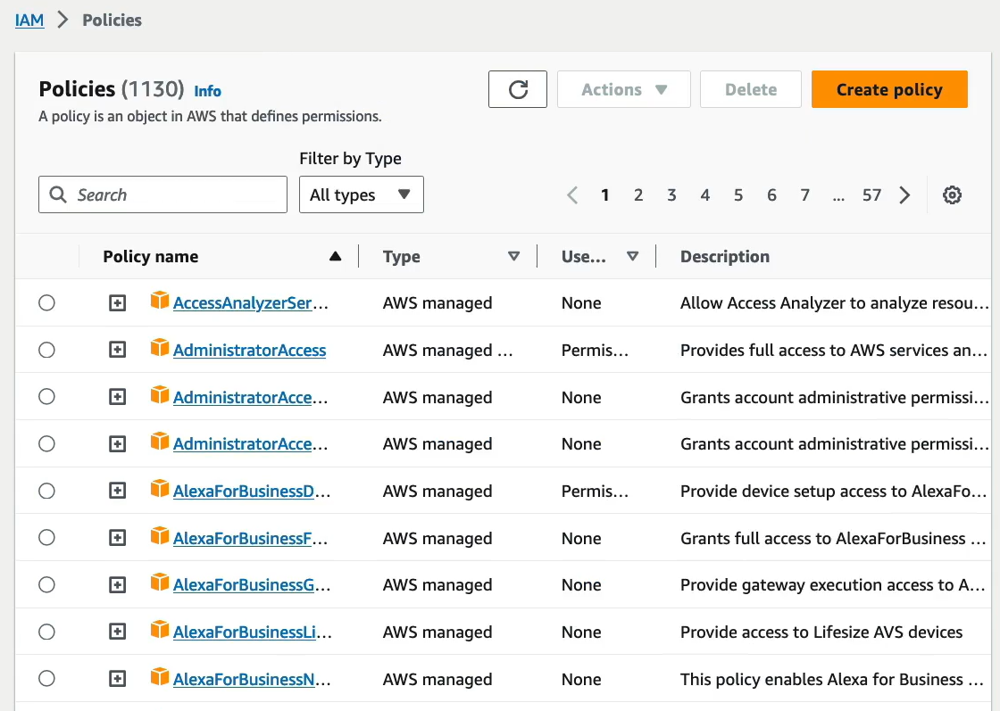 IAM > Policies
Policies (1130) Info
Actions
Delete
Create policy
A policy is an object in AWS that defines permissions.
Filter by Type
Search
All types
1 2 3 4 5 6 7 ... 57
Policy name Type Use... Description
AccessAnalyzerSer... AWS managed None Allow Access Analyzer to analyze resou...
AdministratorAccess AWS managed ... Permis... Provides full access to AWS services an...
AdministratorAcce... AWS managed None Grants account administrative permissi...
AdministratorAcce... AWS managed None Grants account administrative permissi...
AlexaForBusinessD... AWS managed Permis... Provide device setup access to AlexaFo...
AlexaForBusinessF... AWS managed None Grants full access to AlexaForBusiness ...
AlexaForBusinessG... AWS managed None Provide gateway execution access to A...
AlexaForBusinessLi... AWS managed None Provide access to Lifesize AVS devices
AlexaForBusinessN... AWS managed None This policy enables Alexa for Business ...